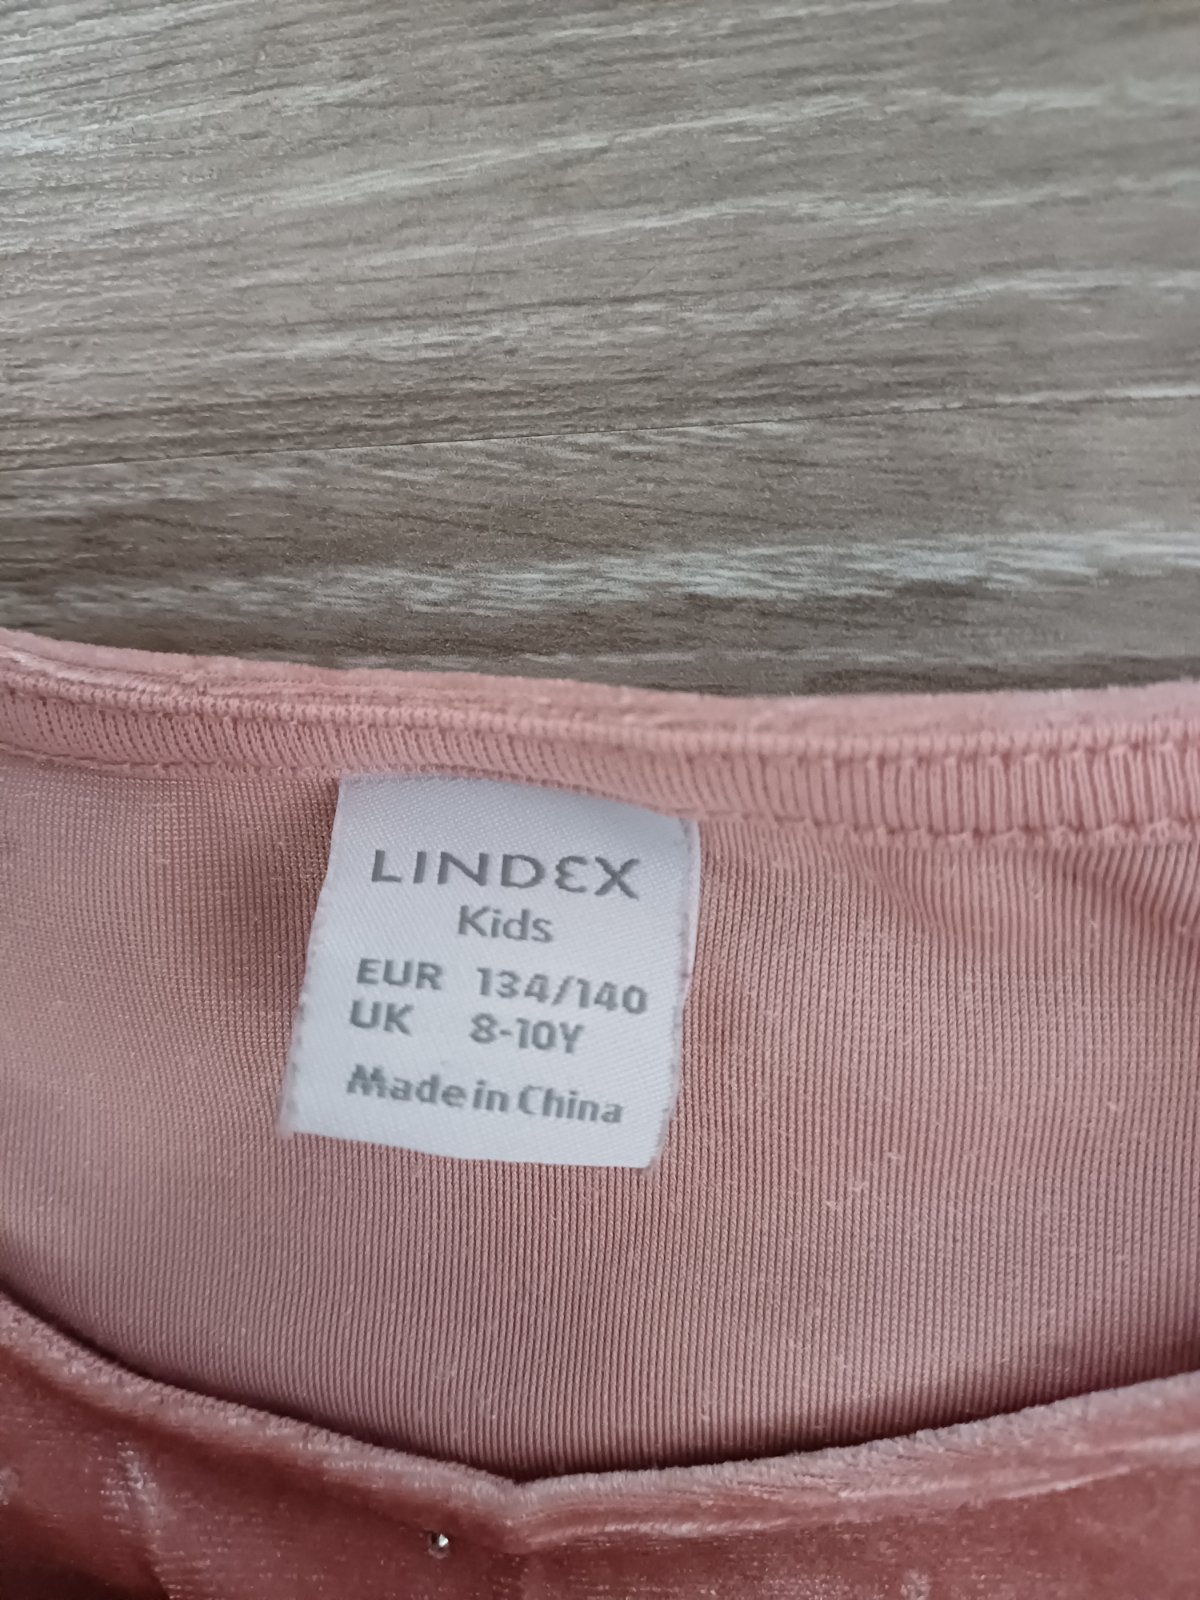 LINDEX
Kids
EUR 134/140
UK 8-10Y
Made in China